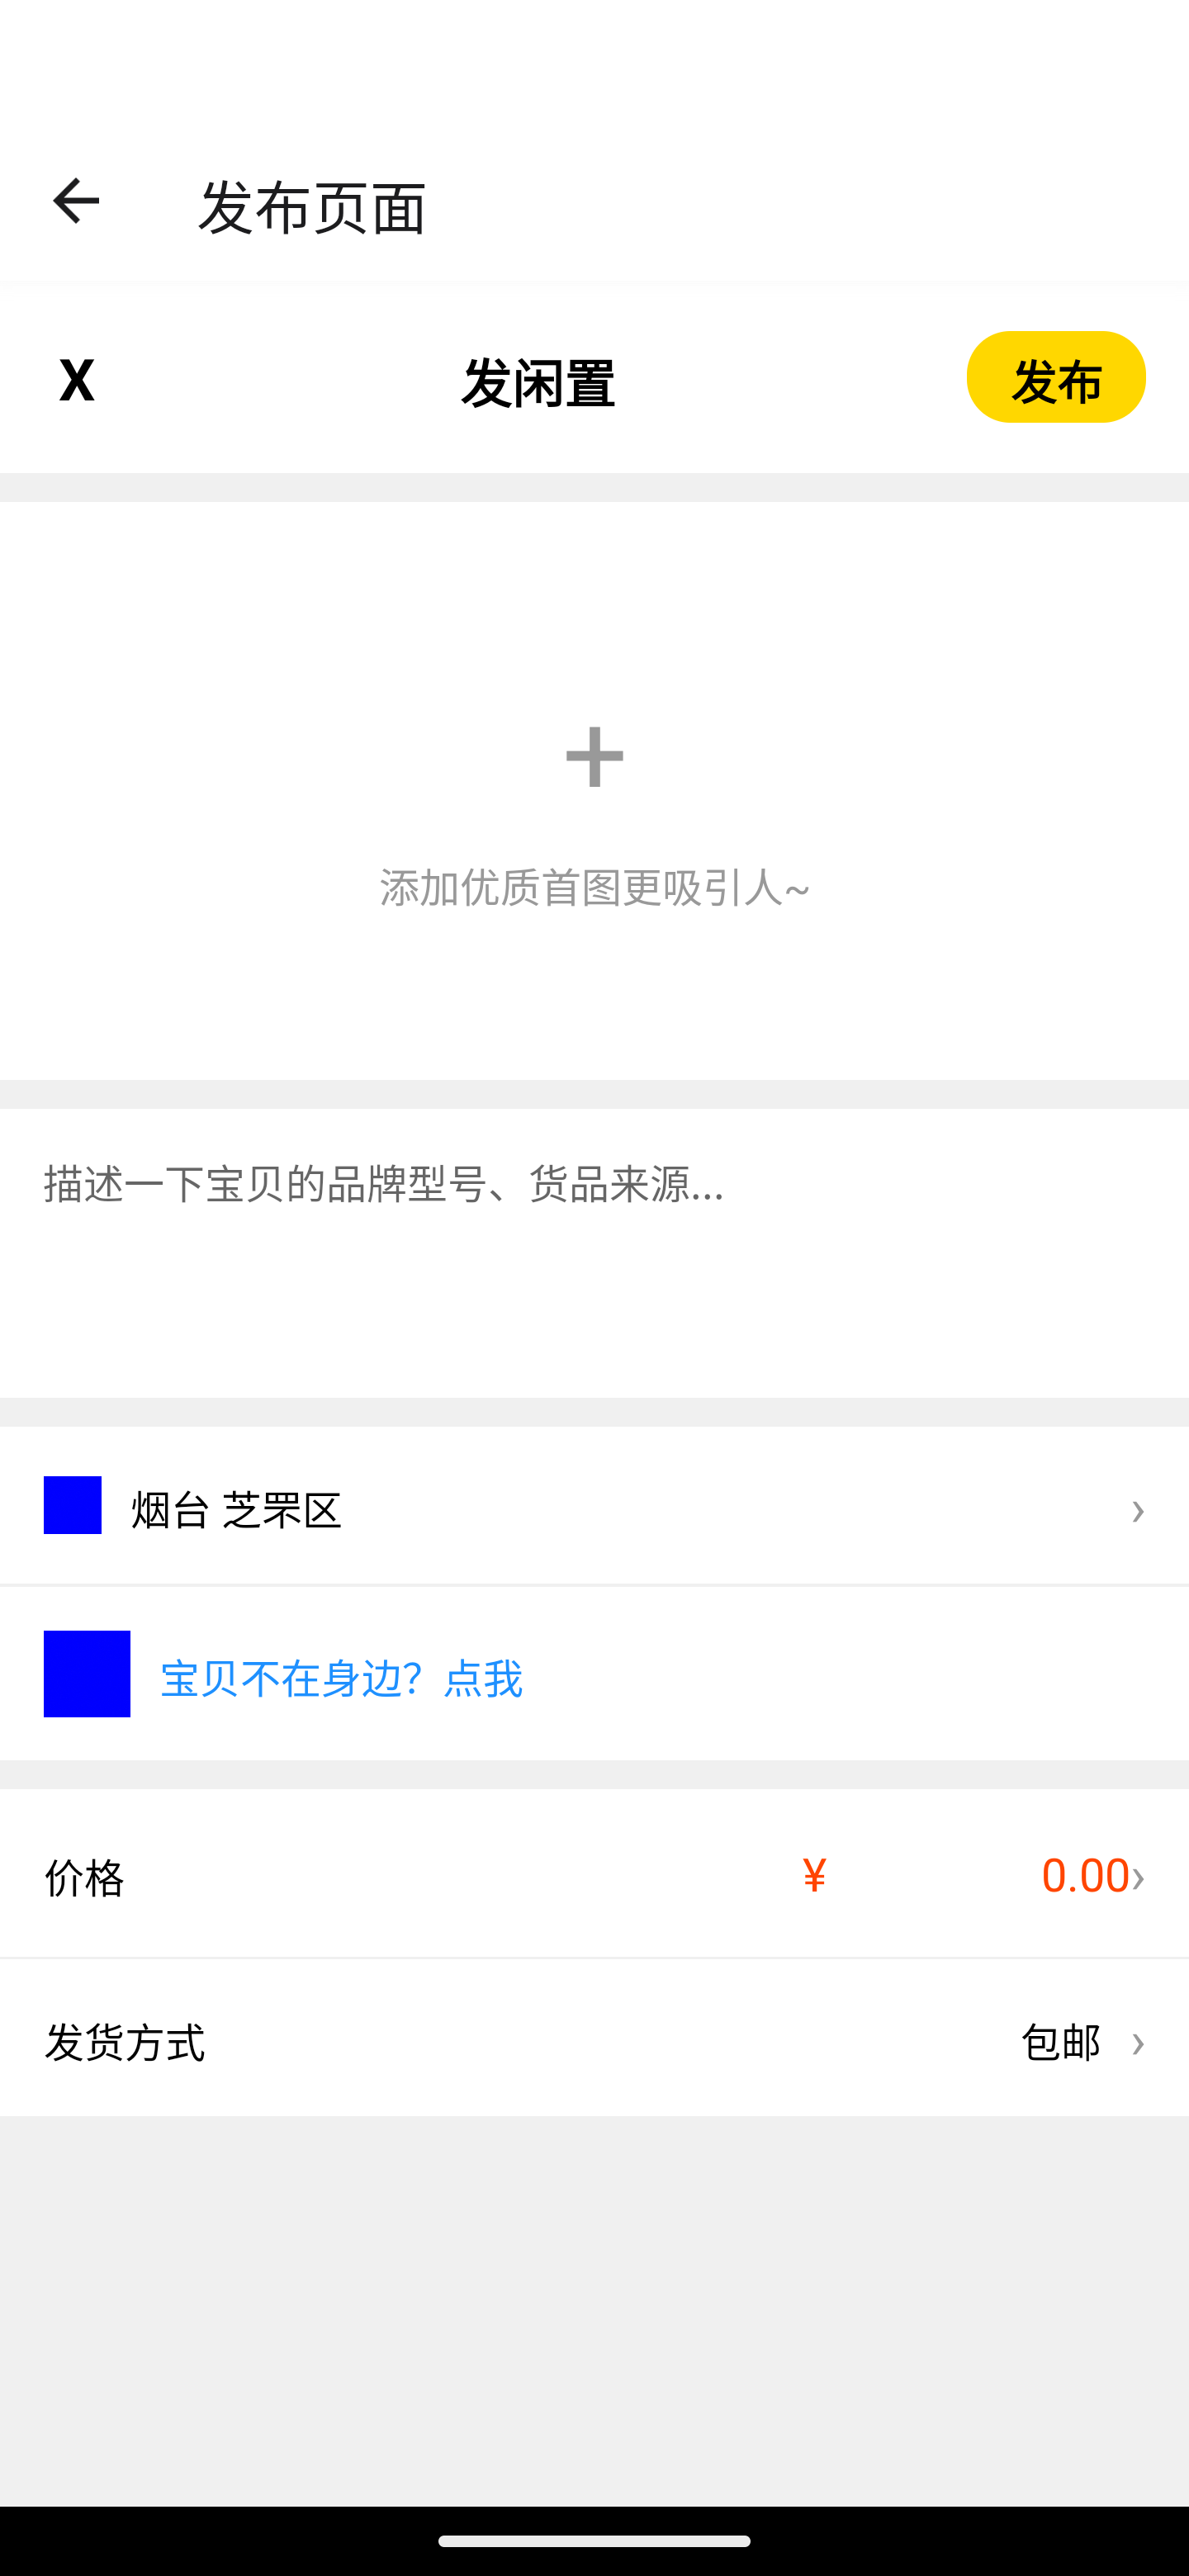 发布页面
X 发闲置 发布
+
添加优质首图更吸引人~
描述一下宝贝的品牌型号、货品来源...
烟台 芝罘区 ›
宝贝不在身边？点我
价格 ¥ 0.00›
发货方式 包邮 ›